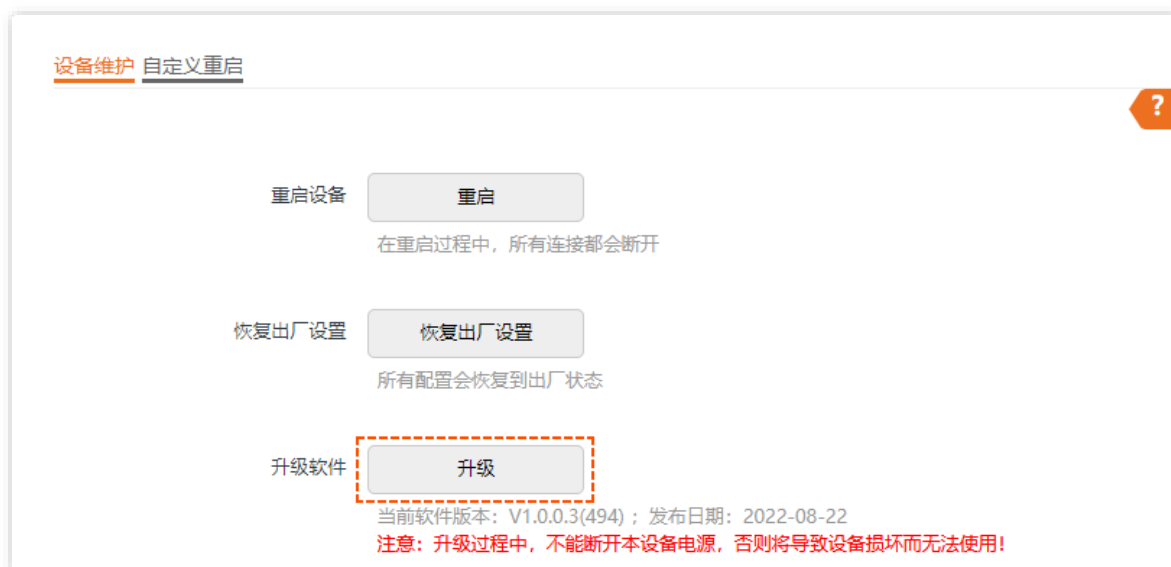 设备维护 自定义重启
?
重启设备 重启
在重启过程中，所有连接都会断开
恢复出厂设置 恢复出厂设置
所有配置会恢复到出厂状态
升级软件 升级
当前软件版本：V1.0.0.3(494) ；发布日期：2022-08-22
注意：升级过程中，不能断开本设备电源，否则将导致设备损坏而无法使用!